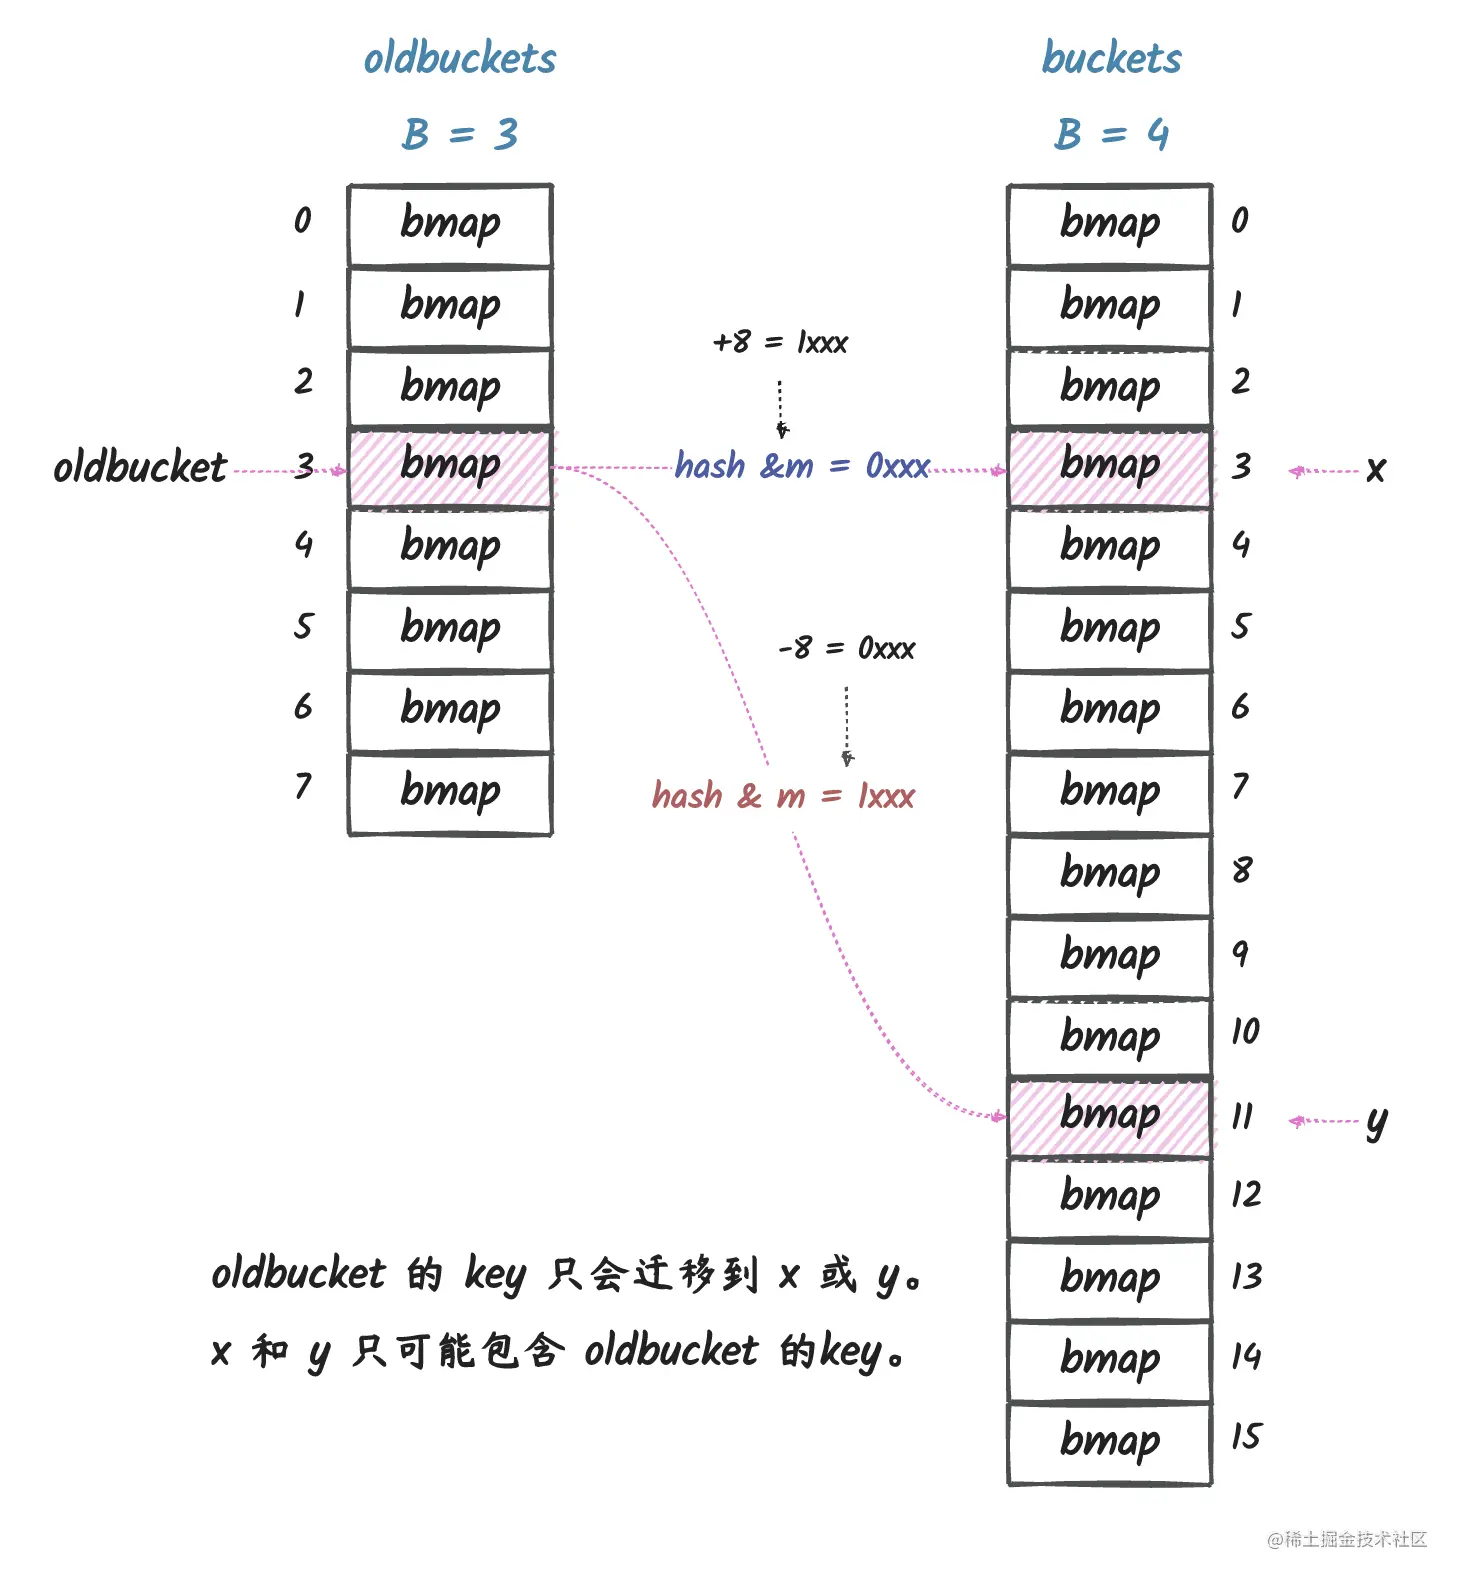 oldbuckets
buckets
B = 3
B = 4
0 bmap
bmap 0
1 bmap
bmap 1
+8 = 1xxx
2 bmap
bmap 2
oldbucket 3 bmap
hash &m = 0xxx
bmap 3 x
4 bmap
bmap 4
5 bmap
bmap 5
-8 = 0xxx
6 bmap
bmap 6
7 bmap
hash & m = 1xxx
bmap 7
bmap 8
bmap 9
bmap 10
bmap 11 y
bmap 12
bmap 13
bmap 14
bmap 15
oldbucket 的 key 只会迁移到 x 或 y。
x 和 y 只可能包含 oldbucket 的key。
@稀土掘金技术社区